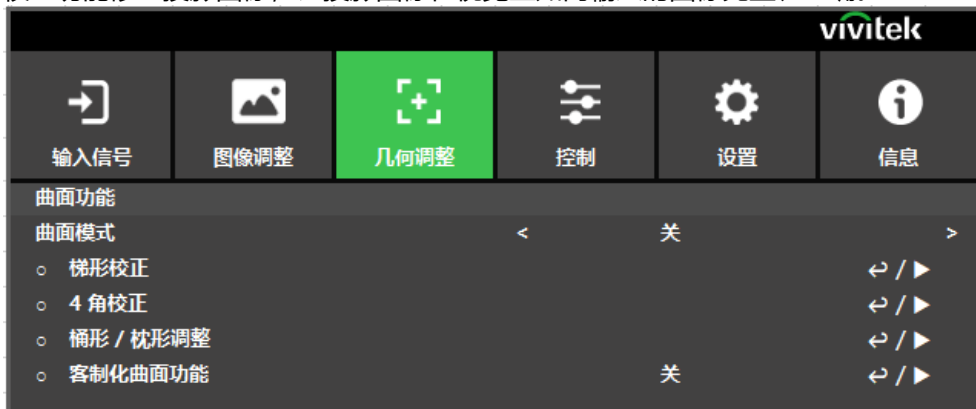 vivitek
输入信号 图像调整 几何调整 控制 设置 信息
曲面功能
曲面模式 < 关 >
○ 梯形校正 ↩ / ▶
○ 4 角校正 ↩ / ▶
○ 桶形 / 枕形调整 ↩ / ▶
○ 客制化曲面功能 关 ↩ / ▶